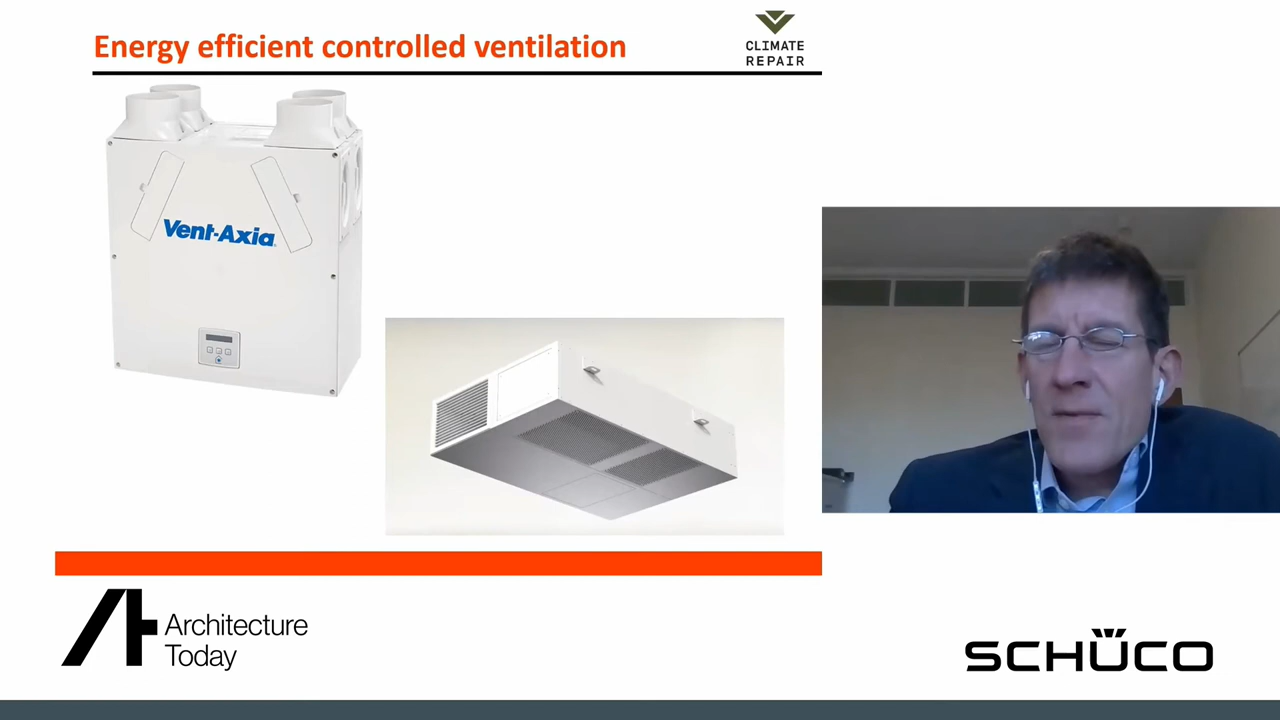 Energy efficient controlled ventilation
CLIMATE
REPAIR
Vent-Axia
Architecture
Today
SCHÜCO